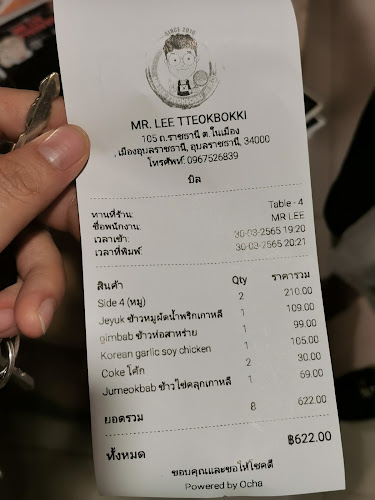 SINCE 2016
MR. LEE TTEOKBOKKI
105 ถ.ราชธานี ต.ในเมือง
, เมืองอุบลราชธานี, อุบลราชธานี, 34000
โทรศัพท์: 0967526839
บิล
ทานที่ร้าน: Table - 4
ชื่อพนักงาน: MR LEE
เวลาเข้า: 30-03-2565 19:20
เวลาที่พิมพ์: 30-03-2565 20:21
สินค้า Qty ราคารวม
Side 4 (หมู) 2 210.00
Jeyuk ข้าวหมูผัดน้ำพริกเกาหลี 1 109.00
gimbab ข้าวห่อสาหร่าย 1 99.00
Korean garlic soy chicken 1 105.00
Coke โค้ก 2 30.00
Jumeokbab ข้าวไข่คลุกเกาหลี 1 69.00
ยอดรวม 8 622.00
ทั้งหมด ฿622.00
ขอบคุณและขอให้โชคดี
Powered by Ocha